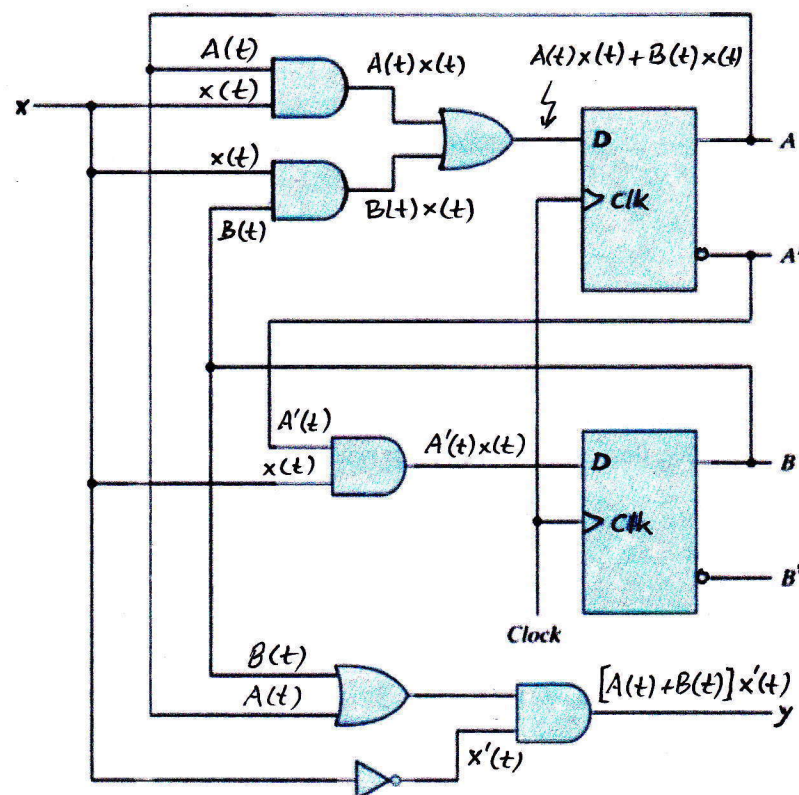 A(t)
A(t)x(t)
A(t)x(t)+B(t)x(t)
x
x(t)
D
A
x(t)
Clk
B(t)
B(t)x(t)
A'
A'(t)
A'(t)x(t)
x(t)
D
B
Clk
B'
Clock
B(t)
[A(t)+B(t)]x'(t)
A(t)
y
x'(t)